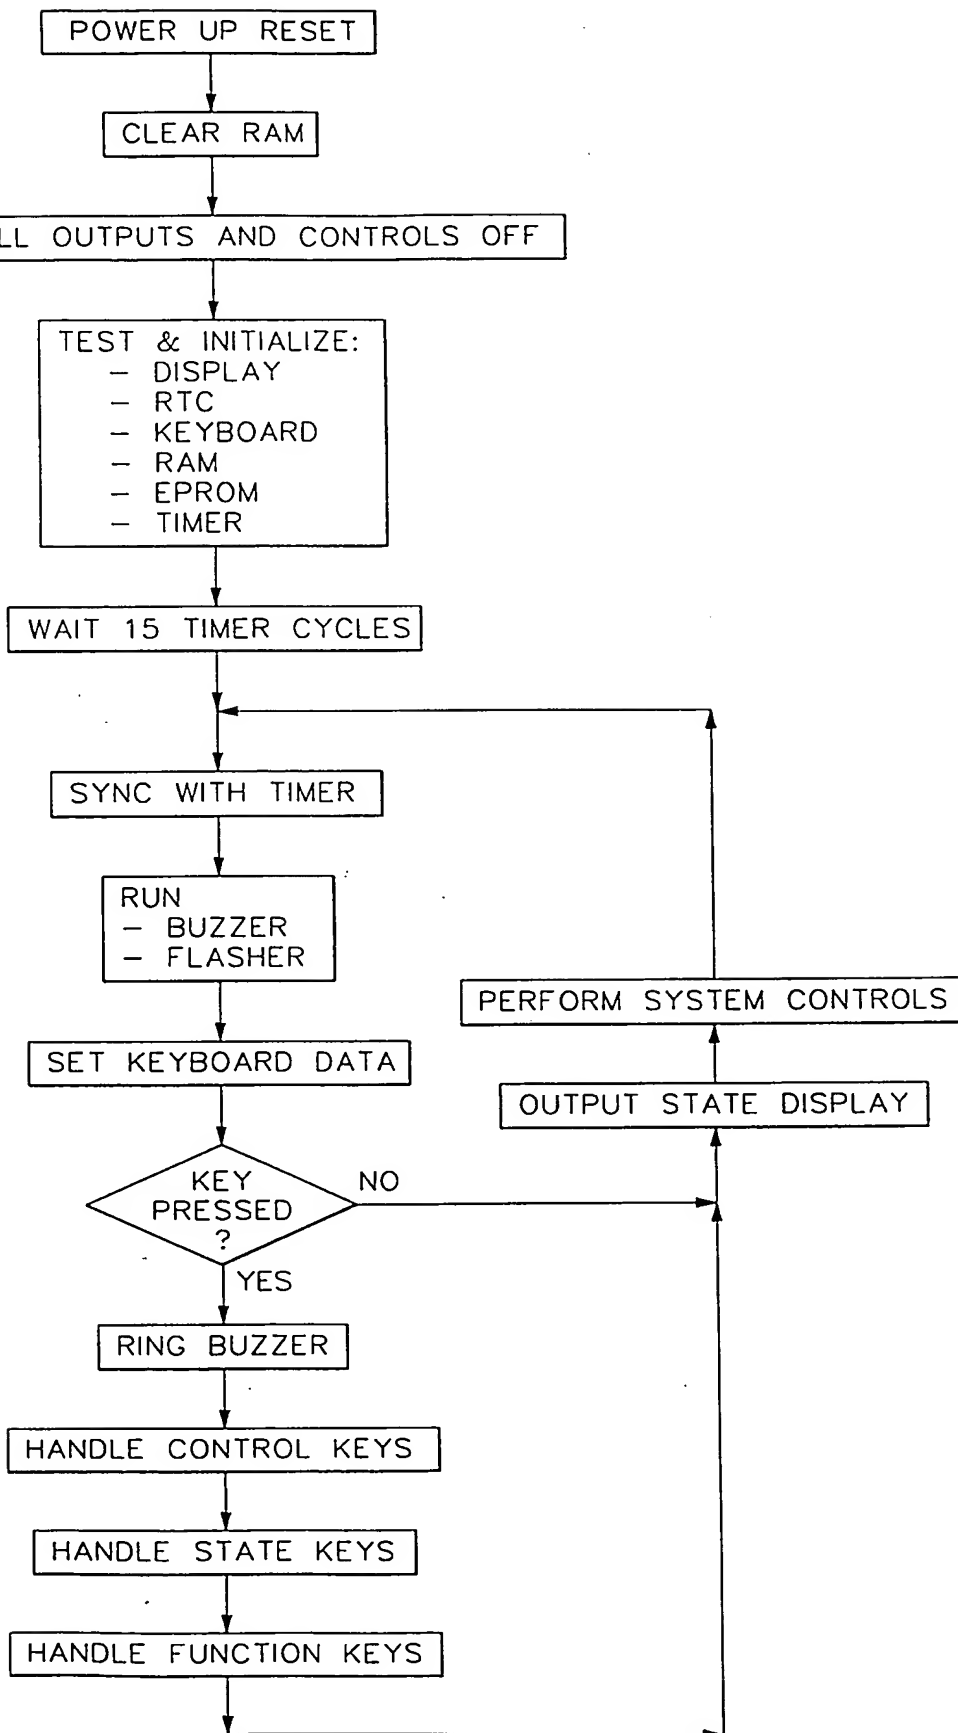 POWER UP RESET
CLEAR RAM
LL OUTPUTS AND CONTROLS OFF
TEST & INITIALIZE:
– DISPLAY
– RTC
– KEYBOARD
– RAM
– EPROM
– TIMER
WAIT 15 TIMER CYCLES
SYNC WITH TIMER
RUN
– BUZZER
– FLASHER
PERFORM SYSTEM CONTROLS
SET KEYBOARD DATA
OUTPUT STATE DISPLAY
KEY
PRESSED
?
NO
YES
RING BUZZER
HANDLE CONTROL KEYS
HANDLE STATE KEYS
HANDLE FUNCTION KEYS